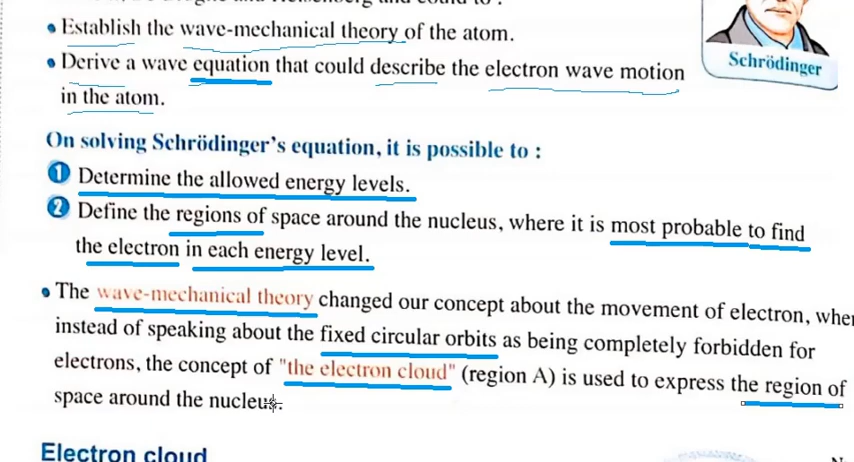 • Establish the wave-mechanical theory of the atom.
• Derive a wave equation that could describe the electron wave motion
in the atom.
Schrödinger
On solving Schrödinger's equation, it is possible to :
1 Determine the allowed energy levels.
2 Define the regions of space around the nucleus, where it is most probable to find
the electron in each energy level.
• The wave-mechanical theory changed our concept about the movement of electron,
instead of speaking about the fixed circular orbits as being completely forbidden for
electrons, the concept of "the electron cloud" (region A) is used to express the region of
space around the nucleus.
Electron cloud